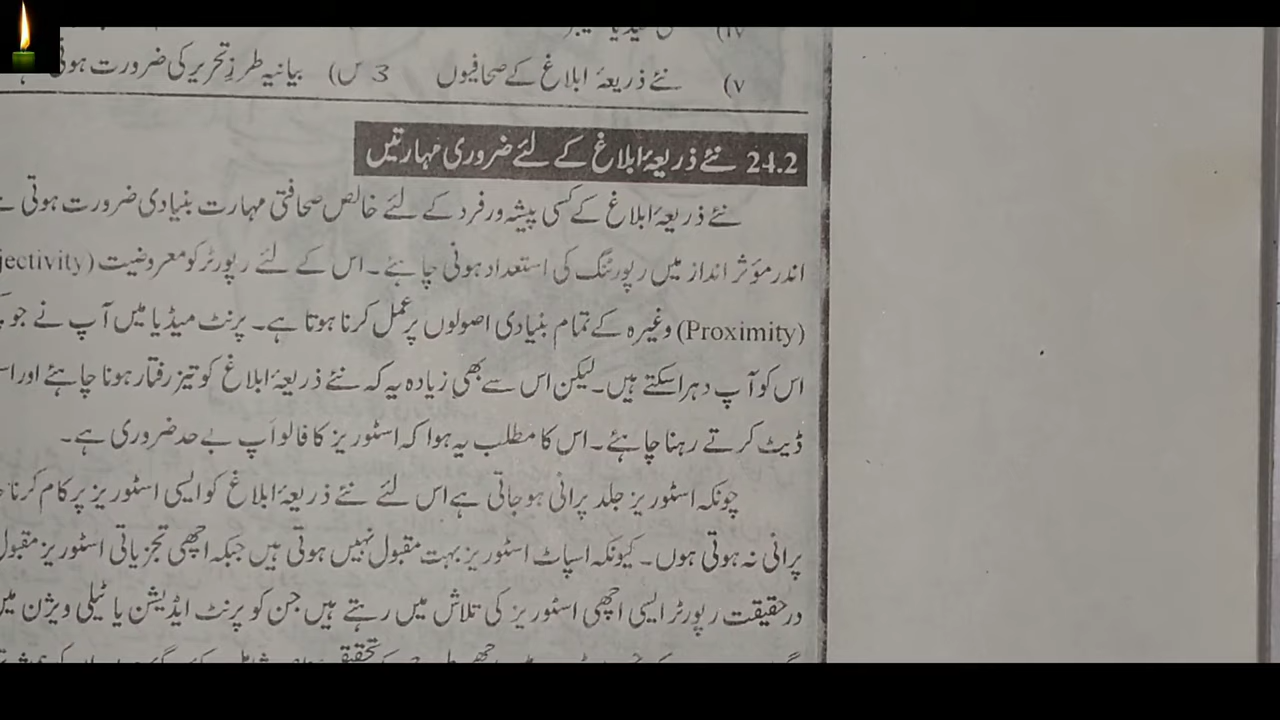 v) نئے ذریعۂ ابلاغ کے صحافیوں 3 س) بیانیہ طرزِ تحریر کی ضرورت
24.2 نئے ذریعۂ ابلاغ کے لئے ضروری مہارتیں
نئے ذریعۂ ابلاغ کے کسی پیشہ ور فرد کے لئے خالص صحافتی مہارت بنیادی ضرورت ہوتی
اندر مؤثر انداز میں رپورٹنگ کی استعداد ہونی چاہئے۔ اس کے لئے رپورٹر کو معروضیت (jectivity
(Proximity) وغیرہ کے تمام بنیادی اصولوں پر عمل کرنا ہوتا ہے۔ پرنٹ میڈیا میں آپ نے جو
اس کو آپ دہرا سکتے ہیں۔ لیکن اس سے بھی زیادہ یہ کہ نئے ذریعۂ ابلاغ کو تیز رفتار ہونا چاہئے اور
ڈیٹ کرتے رہنا چاہئے۔ اس کا مطلب یہ ہوا کہ اسٹوریز کا فالو اَپ بے حد ضروری ہے۔
چونکہ اسٹوریز جلد پرانی ہو جاتی ہے اس لئے نئے ذریعۂ ابلاغ کو ایسی اسٹوریز پر کام کرنا
پرانی نہ ہوتی ہوں۔ کیونکہ اسپاٹ اسٹوریز بہت مقبول نہیں ہوتی ہیں جبکہ اچھی تجزیاتی اسٹوریز مقبول
درحقیقت رپورٹر ایسی اچھی اسٹوریز کی تلاش میں رہتے ہیں جن کو پرنٹ ایڈیشن یا ٹیلی ویژن میں